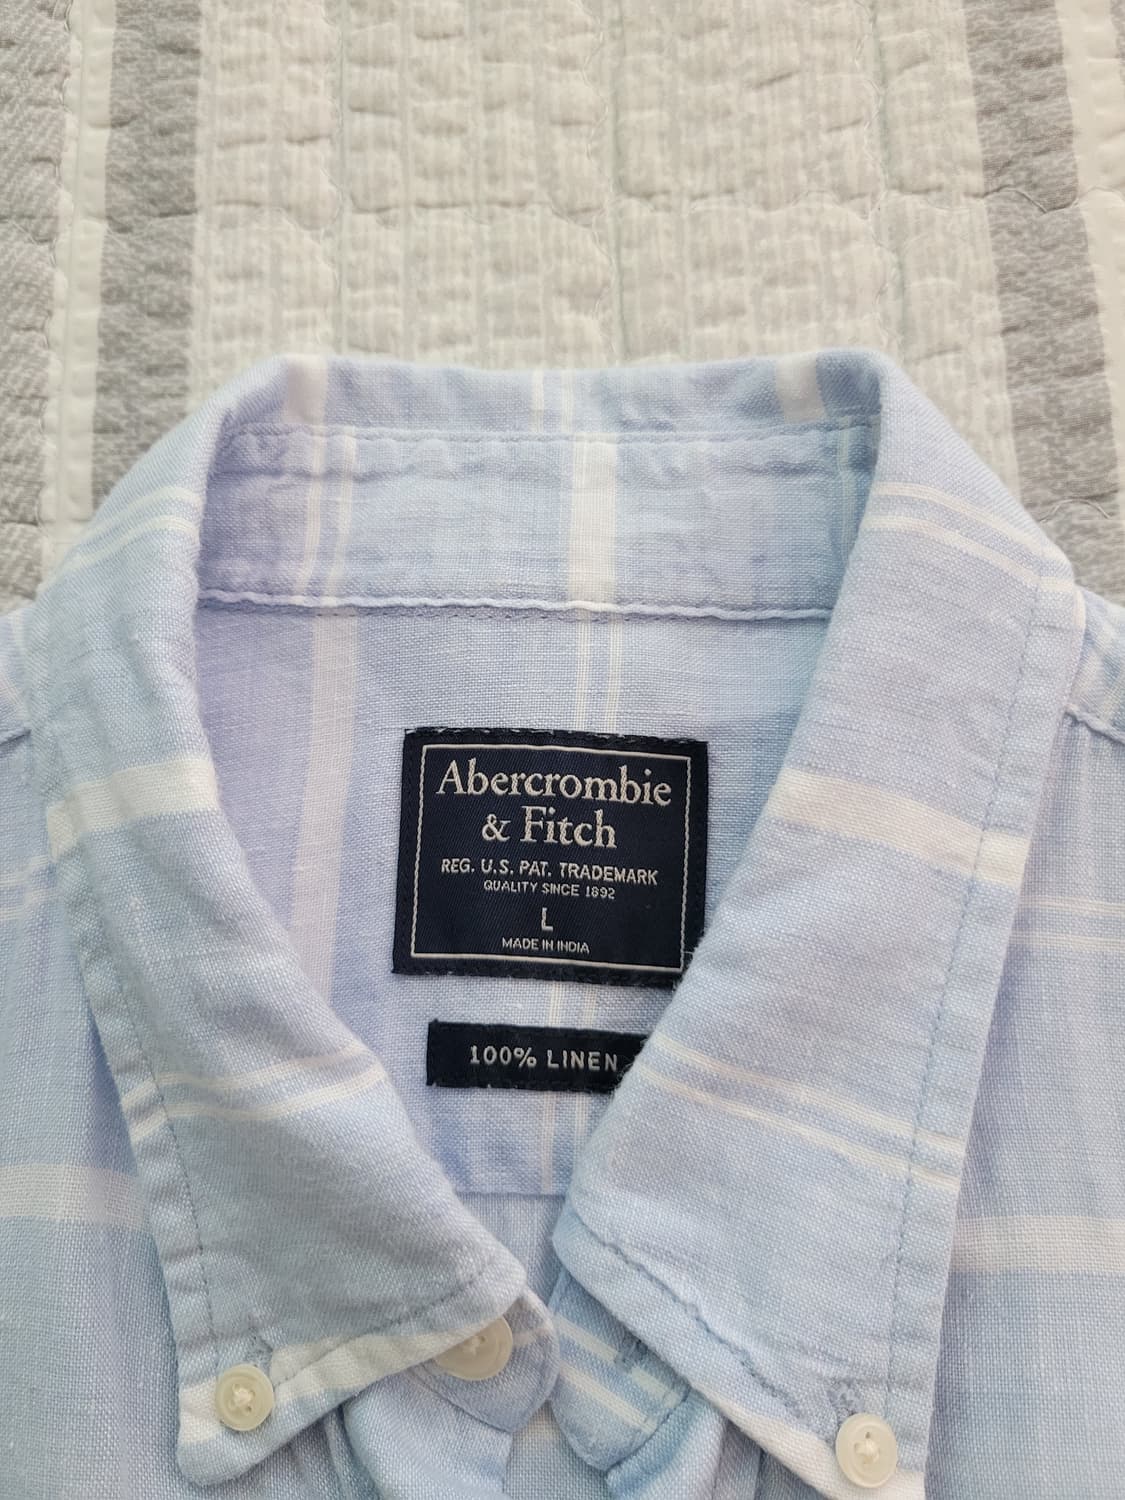 Abercrombie
& Fitch
REG. U.S. PAT. TRADEMARK
QUALITY SINCE 1892
L
MADE IN INDIA
100% LINEN